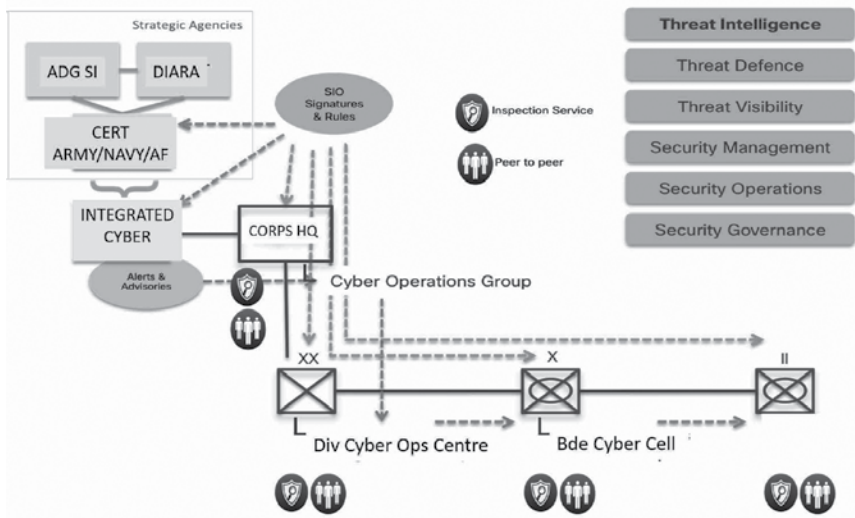 Strategic Agencies
ADG SI
DIARA
CERT
ARMY/NAVY/AF
INTEGRATED
CYBER
Alerts &
Advisories
SIO
Signatures
& Rules
CORPS HQ
Cyber Operations Group
Inspection Service
Peer to peer
Threat Intelligence
Threat Defence
Threat Visibility
Security Management
Security Operations
Security Governance
XX
X
II
Div Cyber Ops Centre
Bde Cyber Cell